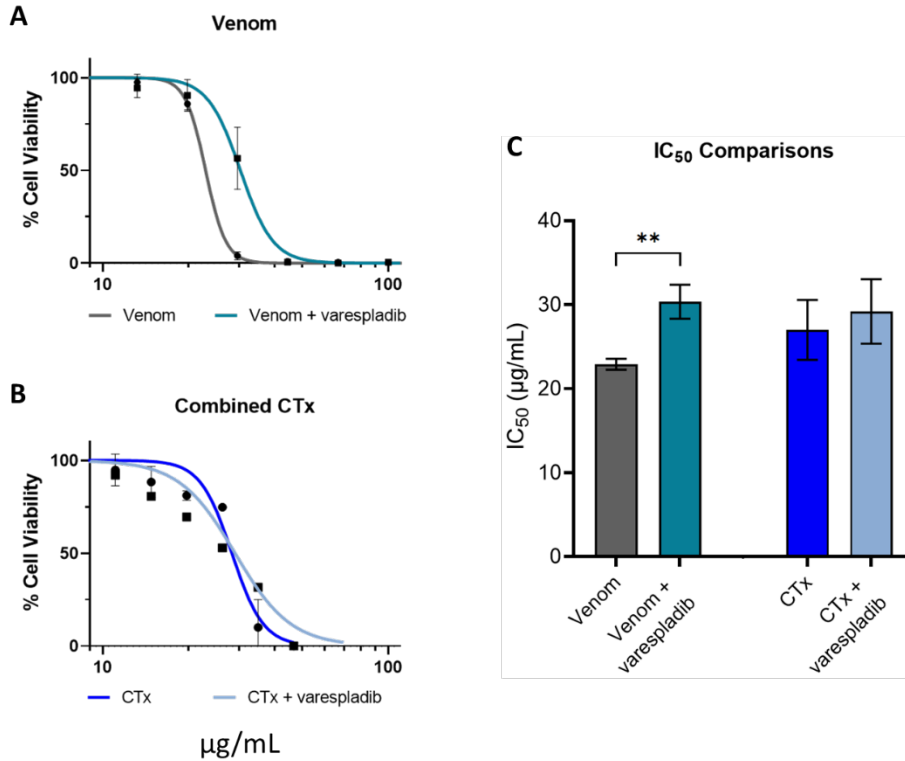 A
Venom
% Cell Viability
100
50
0
10
100
Venom
Venom + varespladib
B
Combined CTx
% Cell Viability
100
50
0
10
100
CTx
CTx + varespladib
µg/mL
C
IC50 Comparisons
IC50 (µg/mL)
40
30
20
10
0
**
Venom
Venom +
varespladib
CTx
CTx +
varespladib